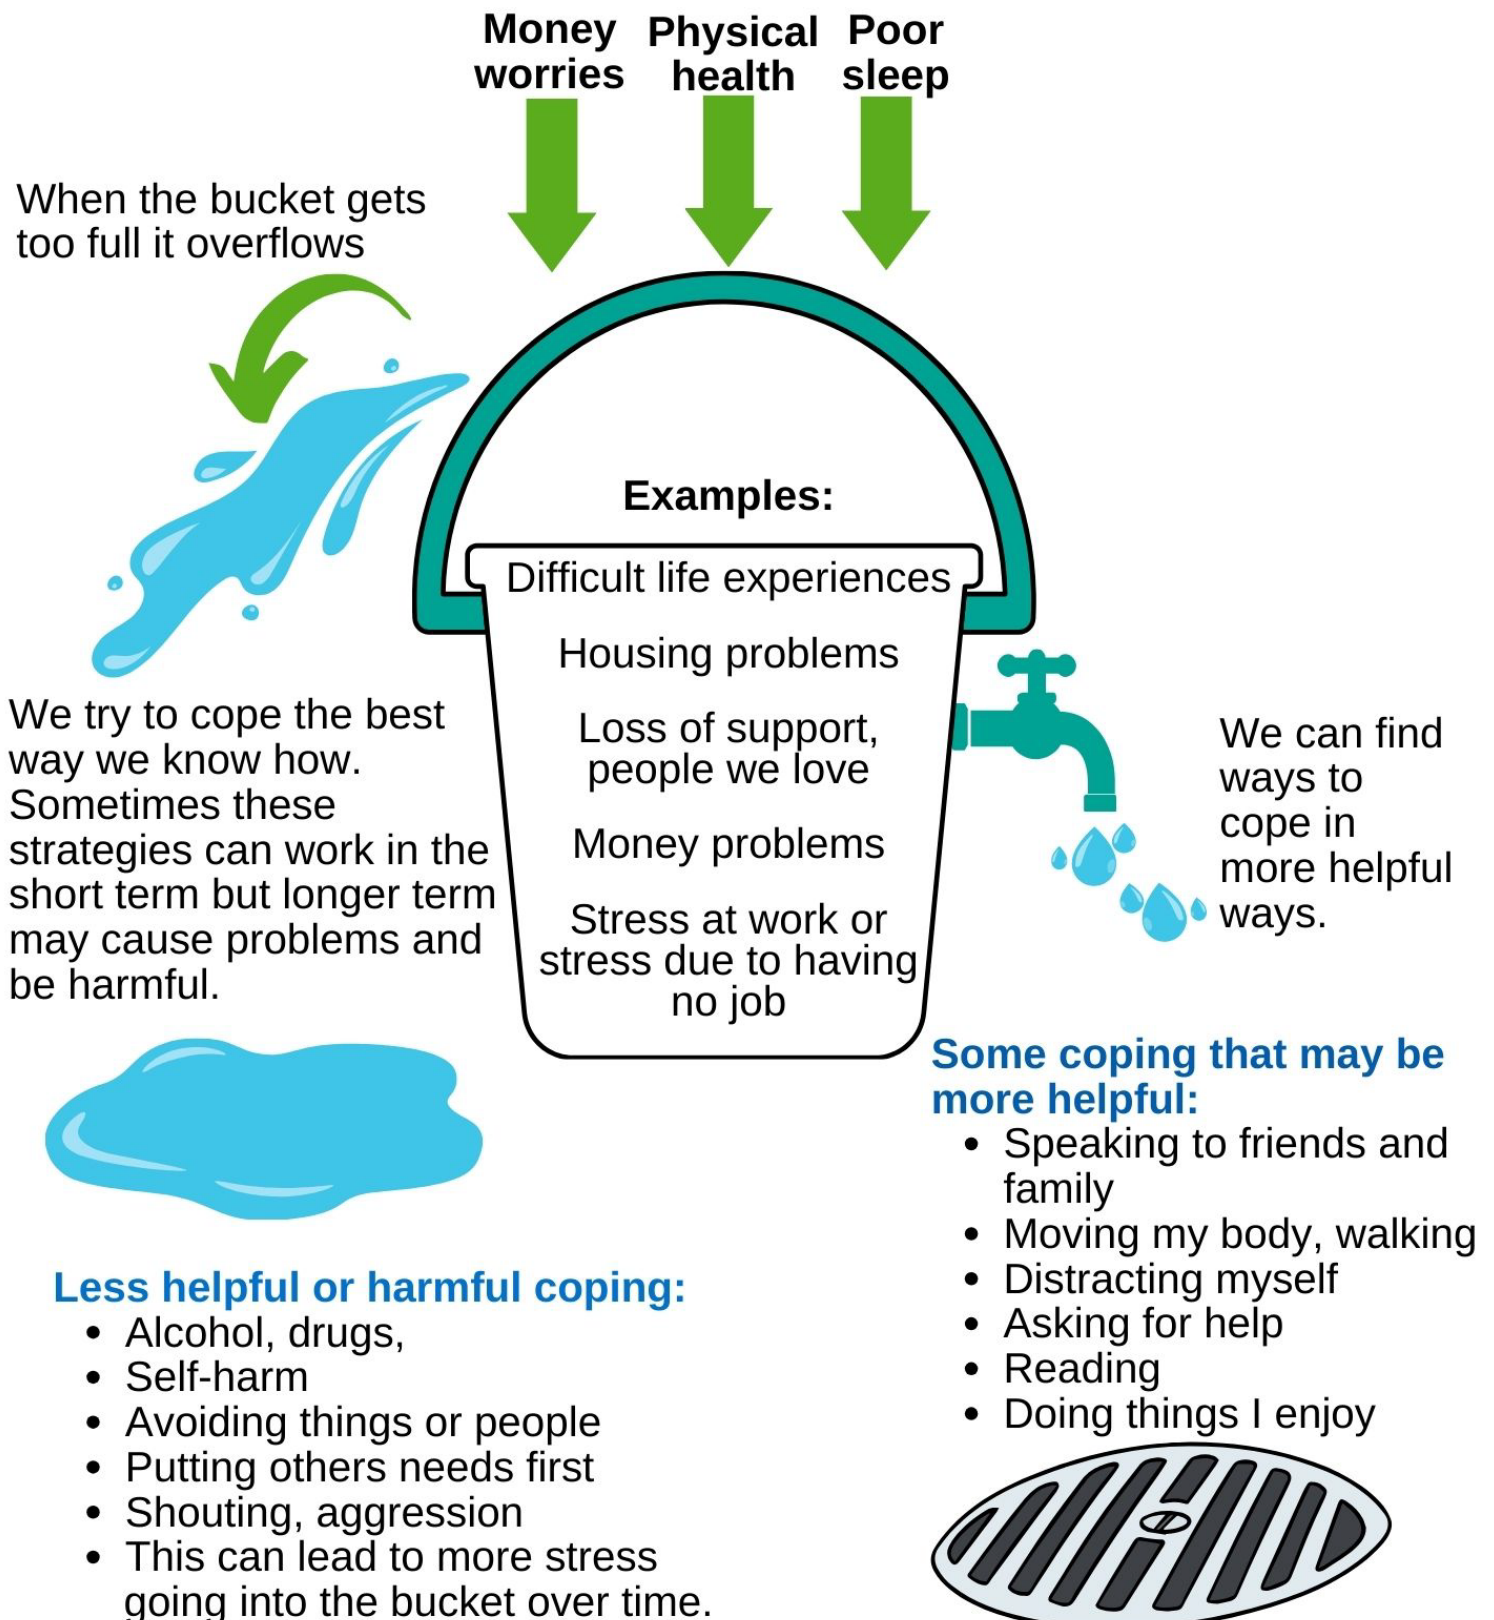 Money
worries
Physical
health
Poor
sleep
When the bucket gets
too full it overflows
Examples:
Difficult life experiences
Housing problems
Loss of support,
people we love
Money problems
Stress at work or
stress due to having
no job
We try to cope the best
way we know how.
Sometimes these
strategies can work in the
short term but longer term
may cause problems and
be harmful.
We can find
ways to
cope in
more helpful
ways.
Some coping that may be
more helpful:
• Speaking to friends and
family
• Moving my body, walking
• Distracting myself
• Asking for help
• Reading
• Doing things I enjoy
Less helpful or harmful coping:
• Alcohol, drugs,
• Self-harm
• Avoiding things or people
• Putting others needs first
• Shouting, aggression
• This can lead to more stress
going into the bucket over time.